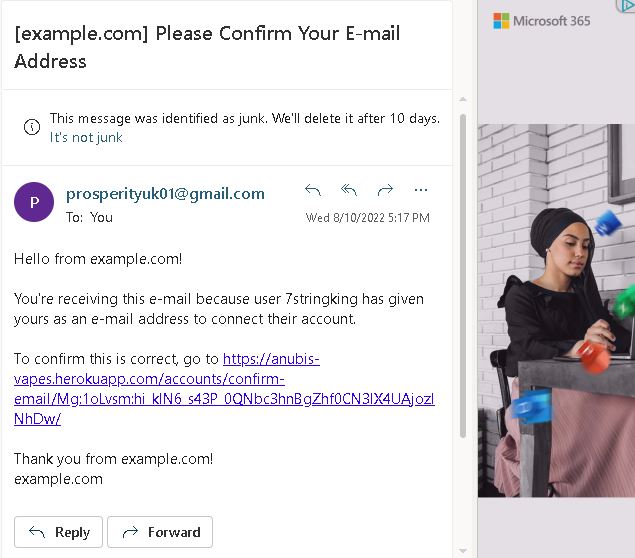 [example.com] Please Confirm Your E-mail
Address
This message was identified as junk. We'll delete it after 10 days.
It's not junk
P
prosperityuk01@gmail.com
To: You
Wed 8/10/2022 5:17 PM
Hello from example.com!
You're receiving this e-mail because user 7stringking has given
yours as an e-mail address to connect their account.
To confirm this is correct, go to https://anubis-
vapes.herokuapp.com/accounts/confirm-
email/Mg:1oLvsm:hi_klN6_s43P_0QNbc3hnBgZhf0CN3lX4UAjozI
NhDw/
Thank you from example.com!
example.com
Reply
Forward
Microsoft 365